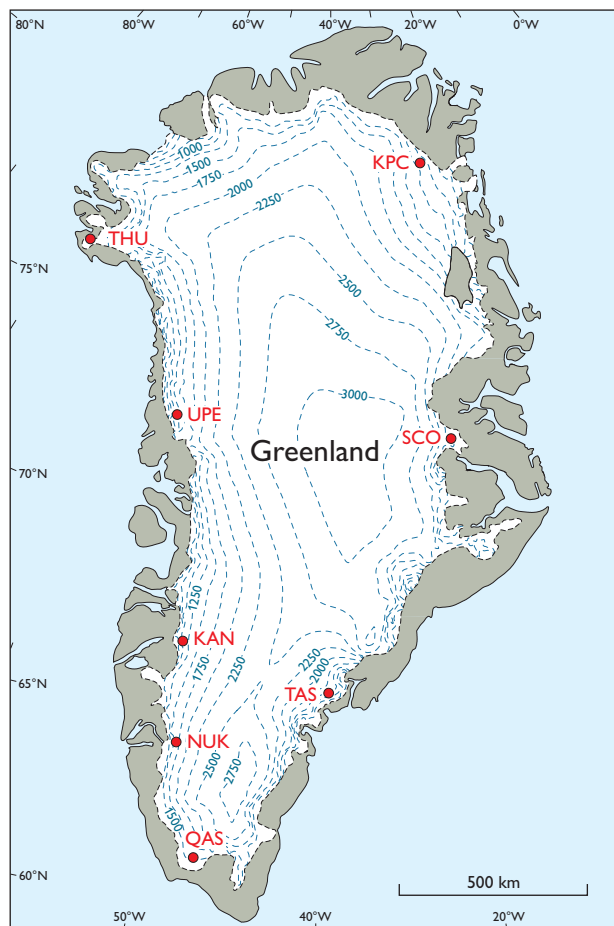 80°N 80°W 60°W 40°W 20°W 0°W
1000
1500
1750
2000
2250
KPC
THU
75°N
2500
2750
3000
UPE
SCO
Greenland
70°N
1250
KAN
1750
2250
2250
2000
65°N
TAS
NUK
2500
2750
1500
QAS
60°N
500 km
50°W 40°W 20°W